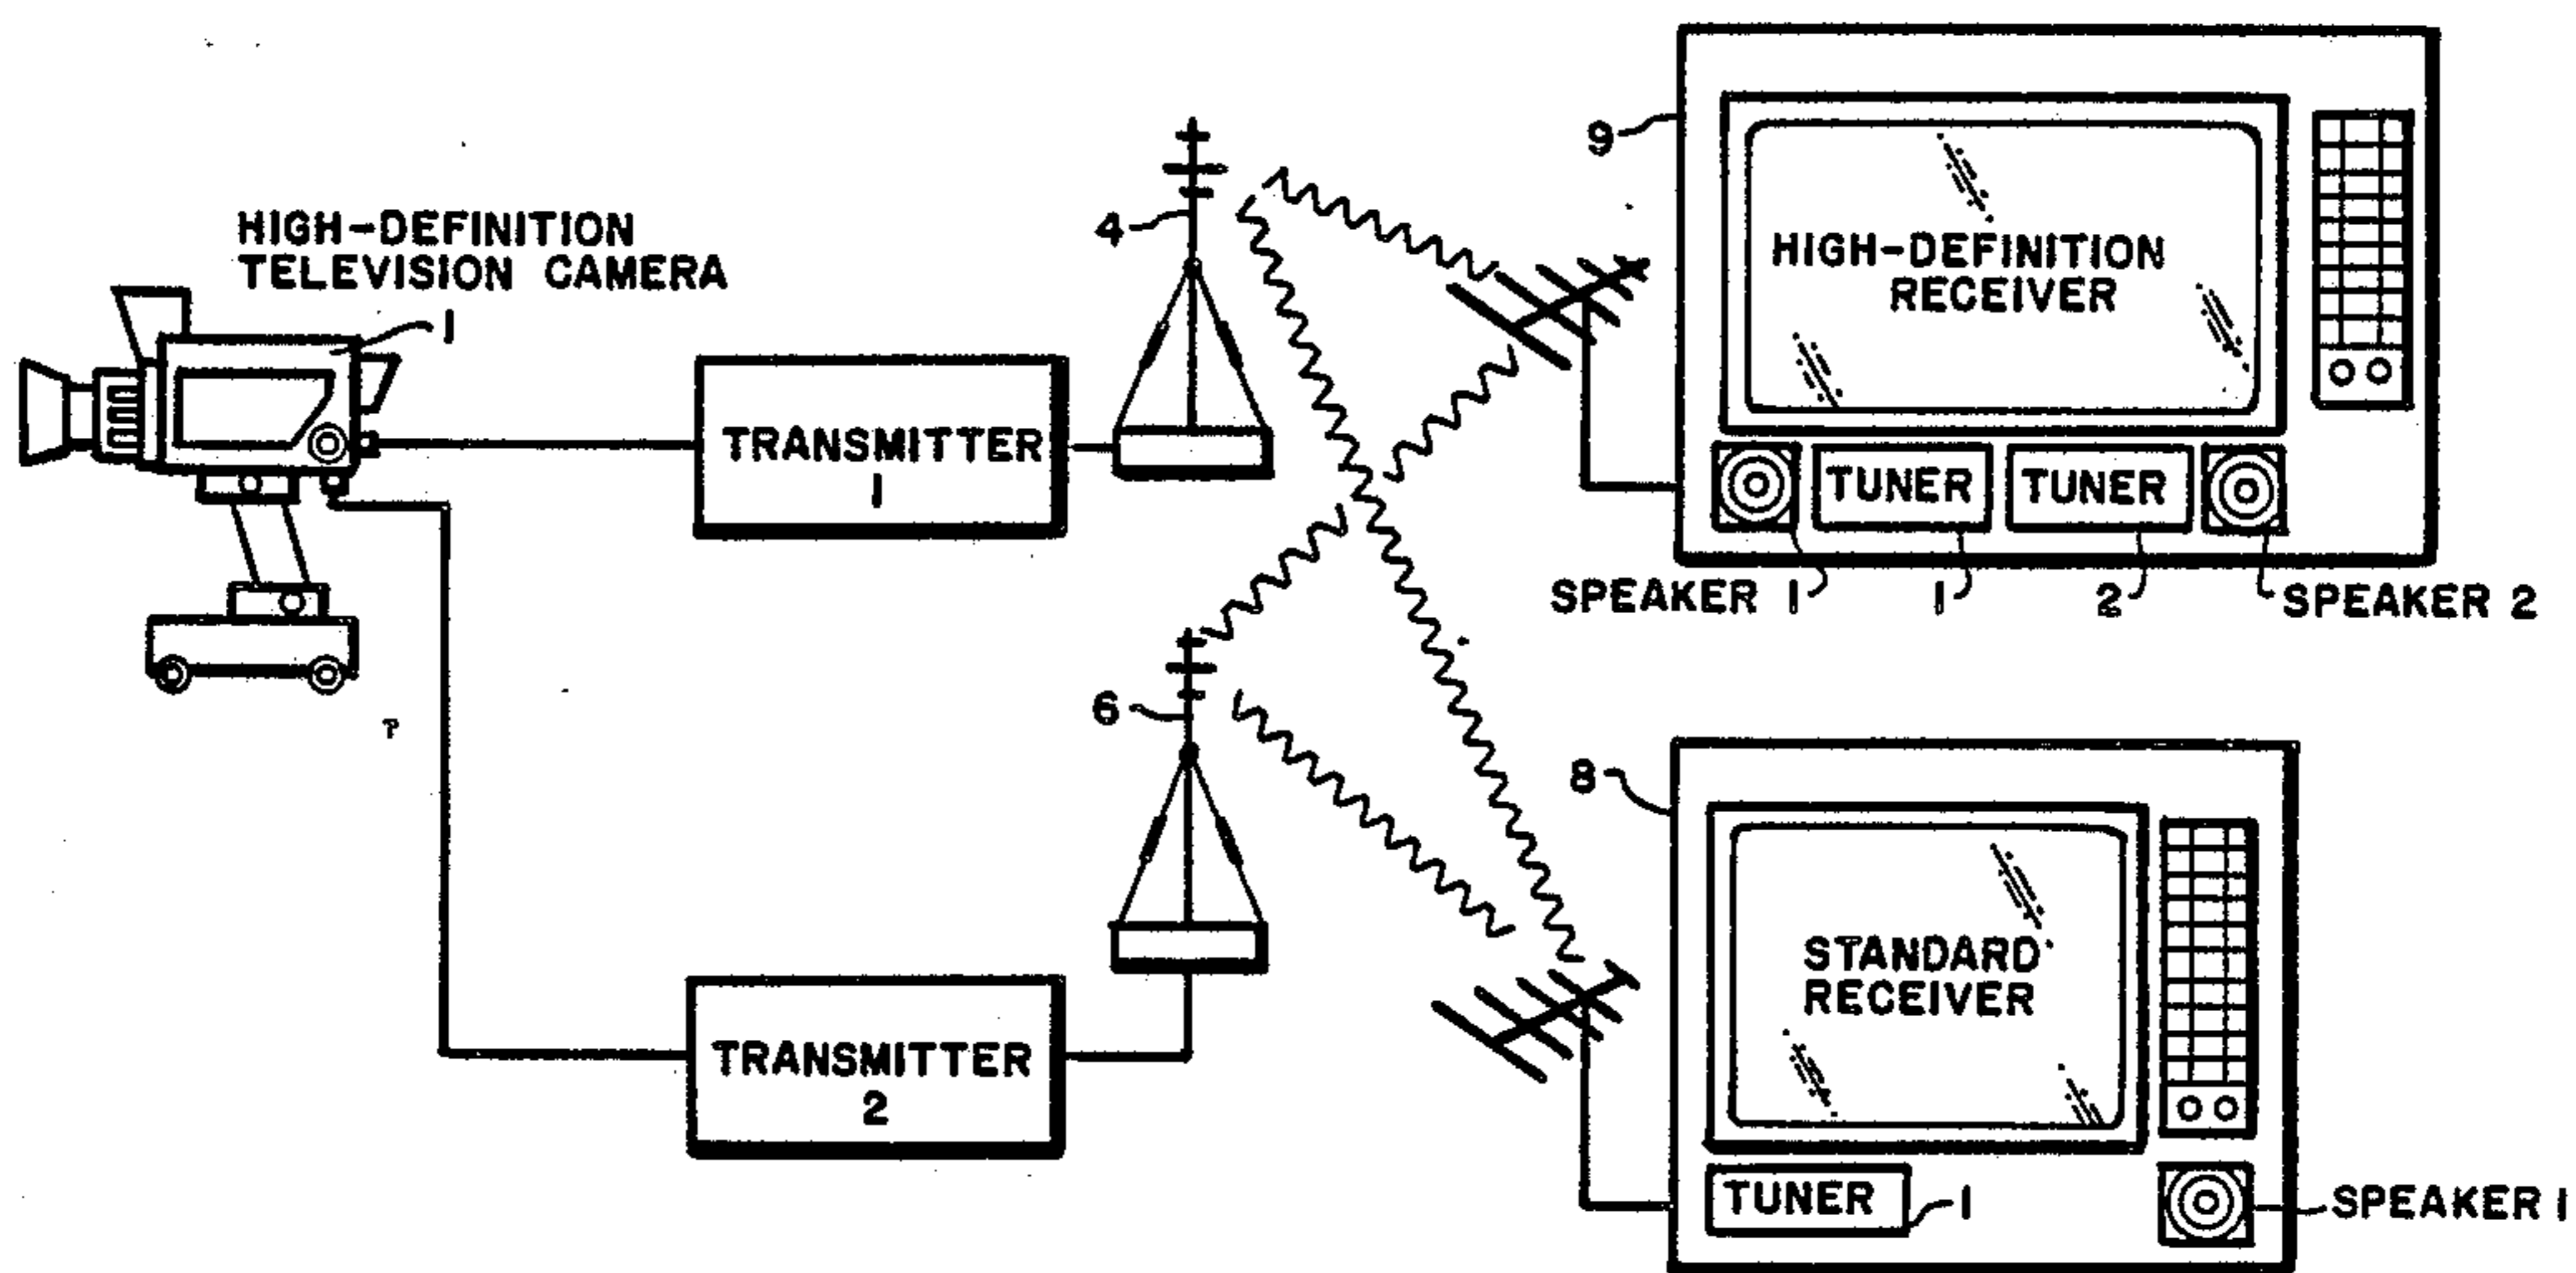 HIGH-DEFINITION
TELEVISION CAMERA
1
TRANSMITTER
1
4
9
HIGH-DEFINITION
RECEIVER
TUNER
TUNER
SPEAKER 1
1
2
SPEAKER 2
6
TRANSMITTER
2
8
STANDARD
RECEIVER
TUNER
1
SPEAKER 1